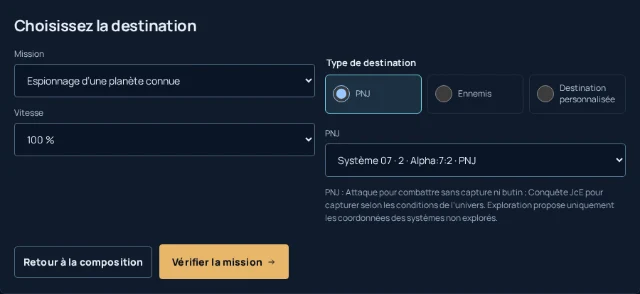 Choisissez la destination
Mission
Espionnage d'une planète connue
Vitesse
100 %
Type de destination
PNJ
Ennemis
Destination
personnalisée
PNJ
Système 07 · 2 · Alpha:7:2 · PNJ
PNJ : Attaque pour combattre sans capture ni butin ; Conquête JcE pour
capturer selon les conditions de l'univers. Exploration propose uniquement
les coordonnées des systèmes non explorés.
Retour à la composition
Vérifier la mission →